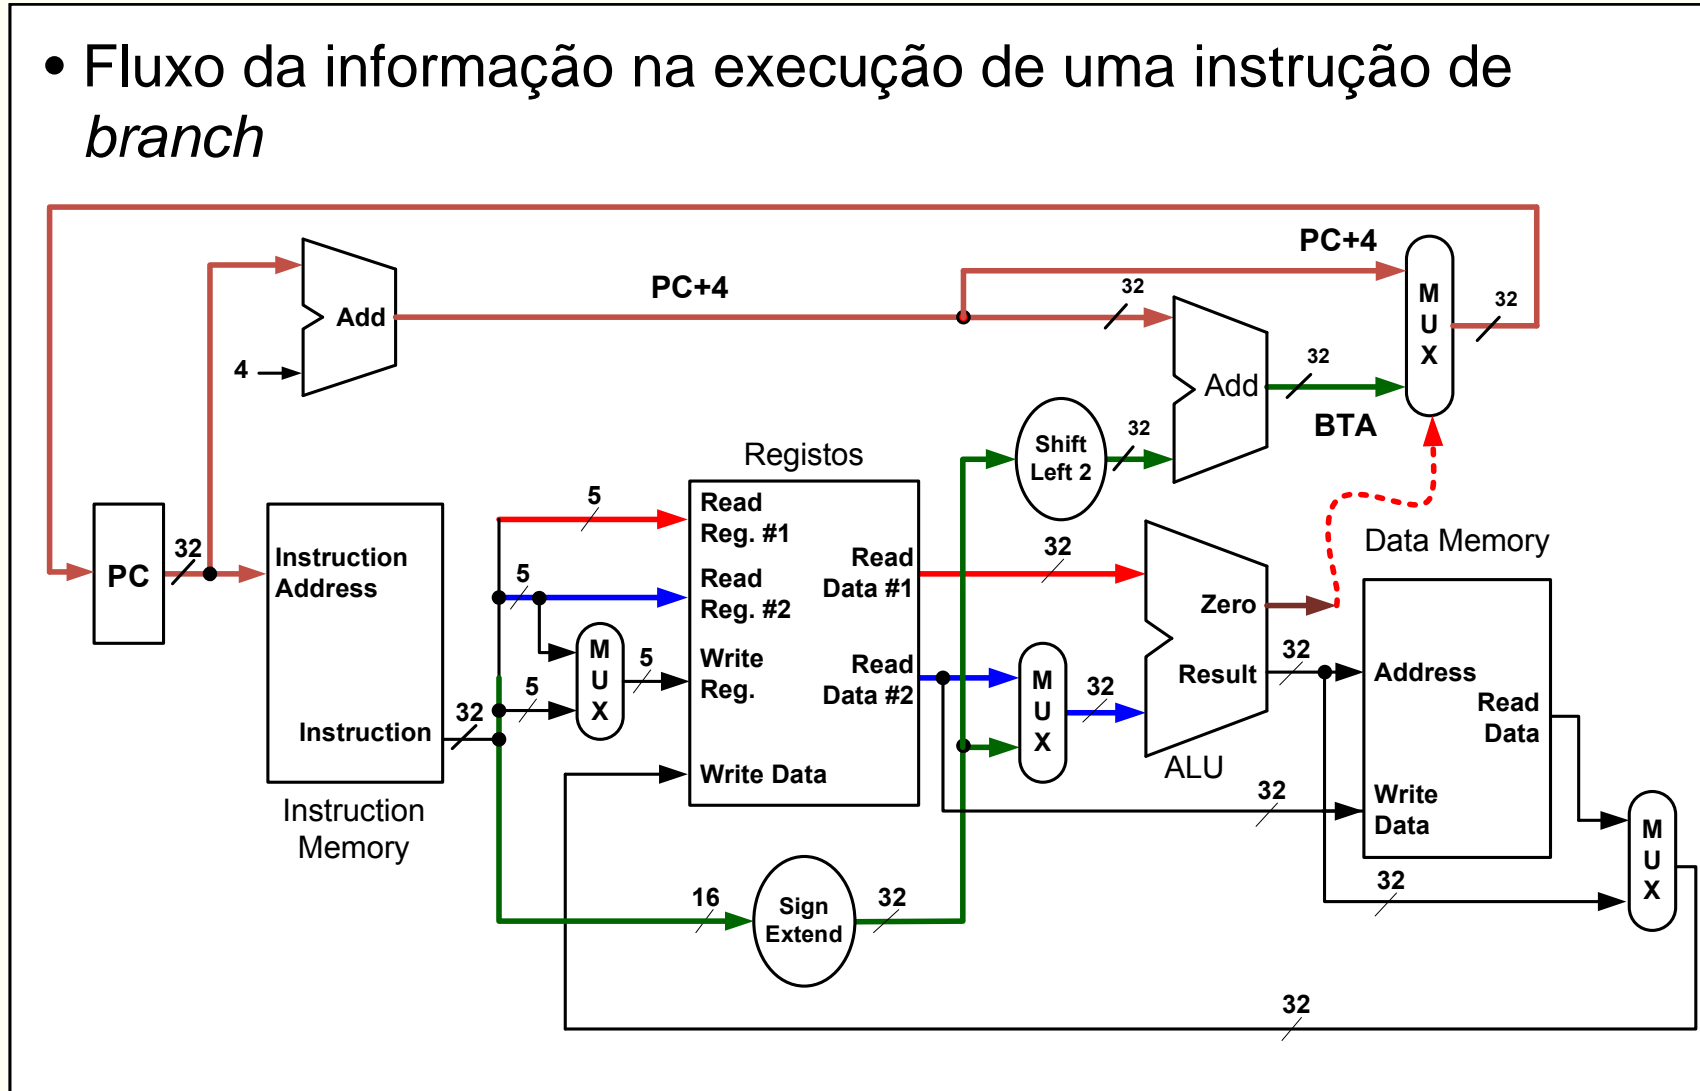 • Fluxo da informação na execução de uma instrução de
branch
PC+4
PC+4
32
32
32
32
Add
4
Add
BTA
M
U
X
Shift
Left 2
Registos
PC
32
Instruction
Address
Instruction
32
Instruction
Memory
5
5
5
5
M
U
X
Read
Reg. #1
Read
Reg. #2
Write
Reg.
Write Data
Read
Data #1
Read
Data #2
32
M
U
X
32
Zero
Result
ALU
32
Data Memory
Address
Read
Data
Write
Data
32
32
M
U
X
16
Sign
Extend
32
32